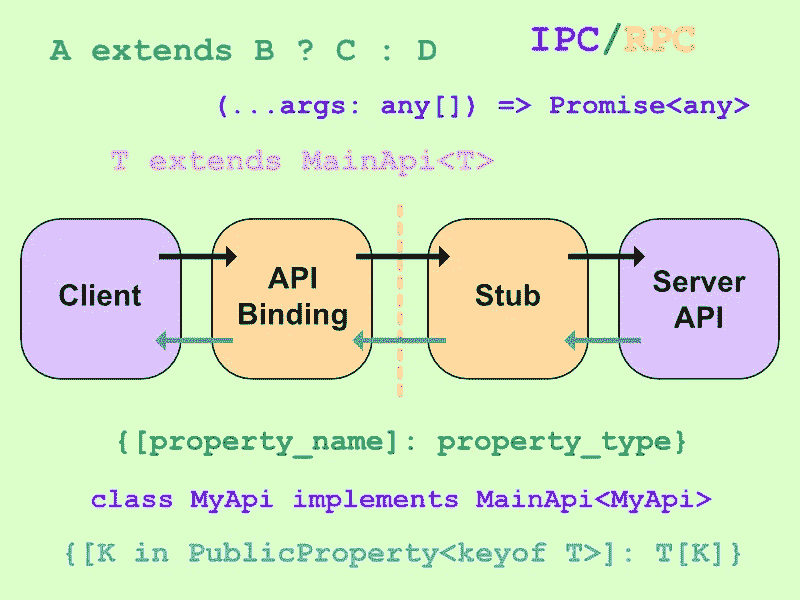 A extends B ? C : D
IPC/RPC
(...args: any[]) => Promise<any>
T extends MainApi<T>
Client
API
Binding
Stub
Server
API
{[property_name]: property_type}
class MyApi implements MainApi<MyApi>
{[K in PublicProperty<keyof T>]: T[K]}